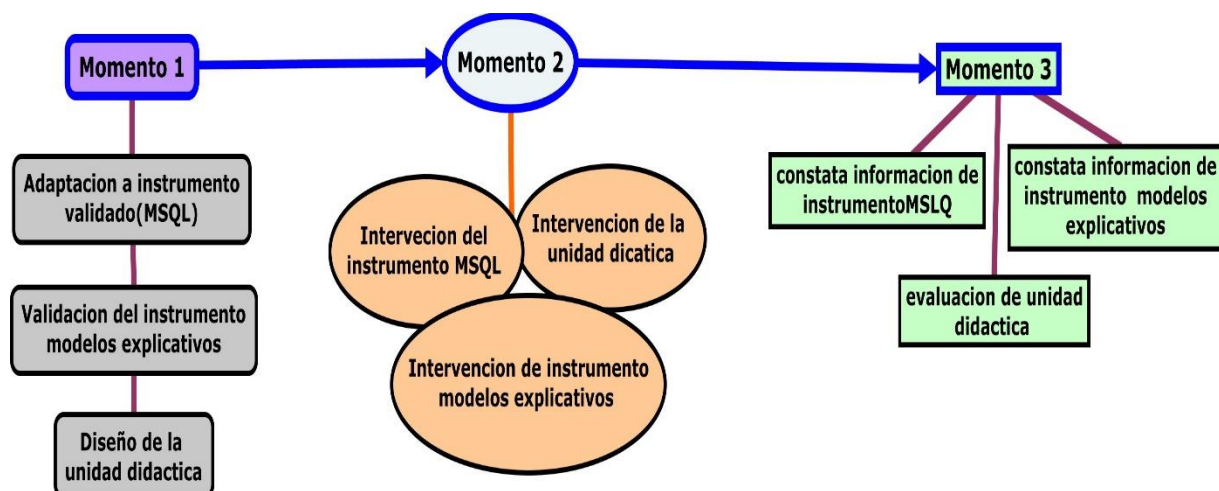 Momento 1
Momento 2
Momento 3
Adaptacion a instrumento
validado(MSQL)
Validacion del instrumento
modelos explicativos
Diseño de la
unidad didactica
Intervecion del
instrumento MSQL
Intervencion de la
unidad dicatica
Intervencion de instrumento
modelos explicativos
constata informacion de
instrumentoMSLQ
constata informacion de
instrumento modelos
explicativos
evaluacion de unidad
didactica